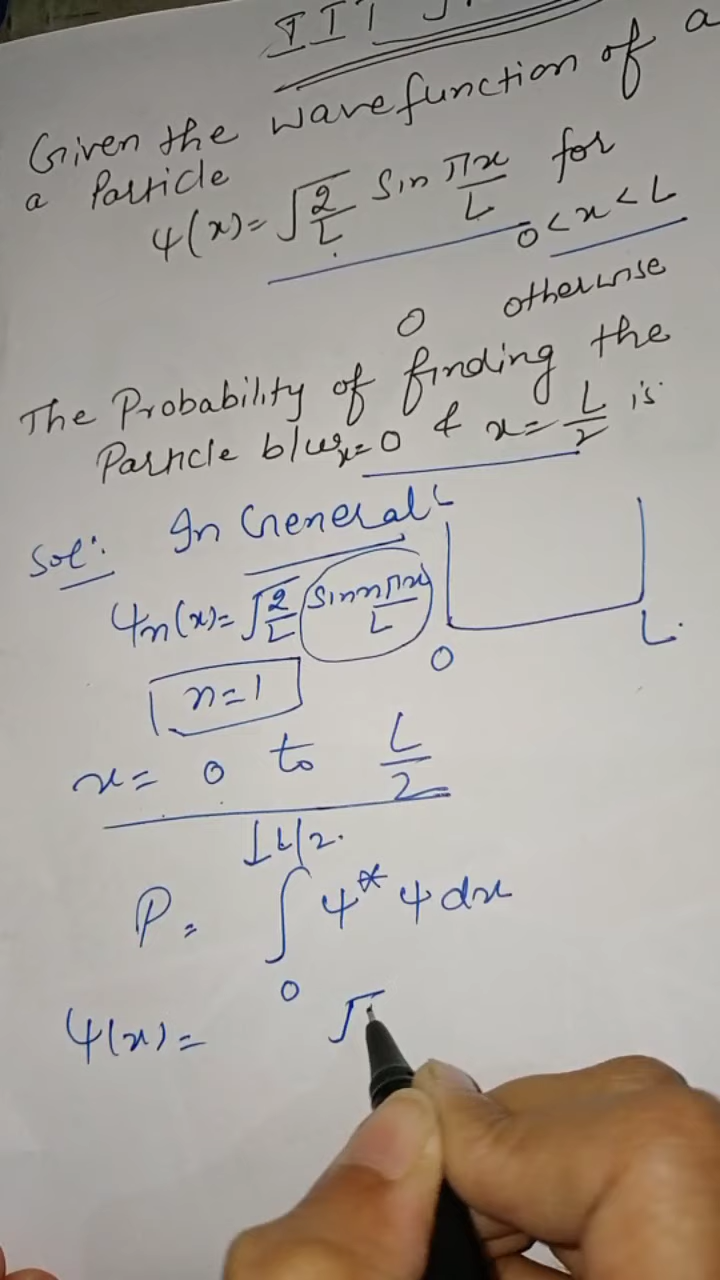 IIT J
Given the wavefunction of a
a Particle
ψ(x)= √2/L Sin πx/L for
0<x<L
0 otherwise
The Probability of finding the
Particle b/w x=0 & x= L/2 is
Sol: In General
ψn(x)= √2/L Sin nπx/L
0 L
n=1
x= 0 to L/2
P= ∫ 0 L/2 ψ* ψ dx
ψ(x)= √